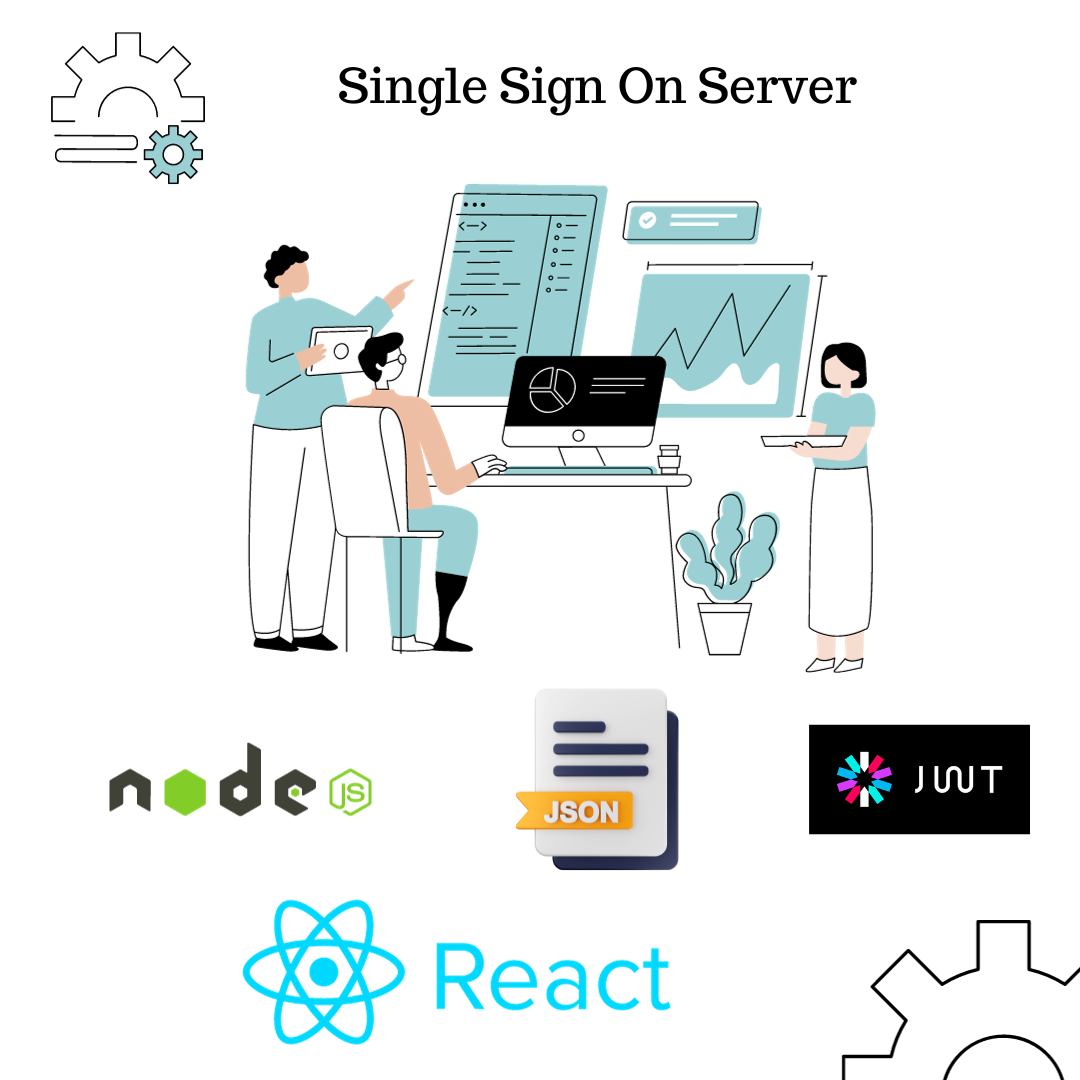 Single Sign On Server
<—>
<—/>
node JS
JSON
JWT
React